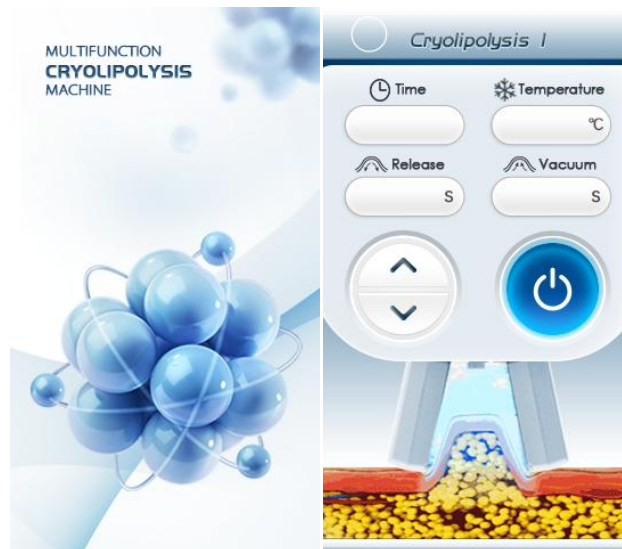 MULTIFUNCTION
CRYOLIPOLYSIS
MACHINE
Cryolipolysis I
Time
Temperature
℃
Release
Vacuum
S
S